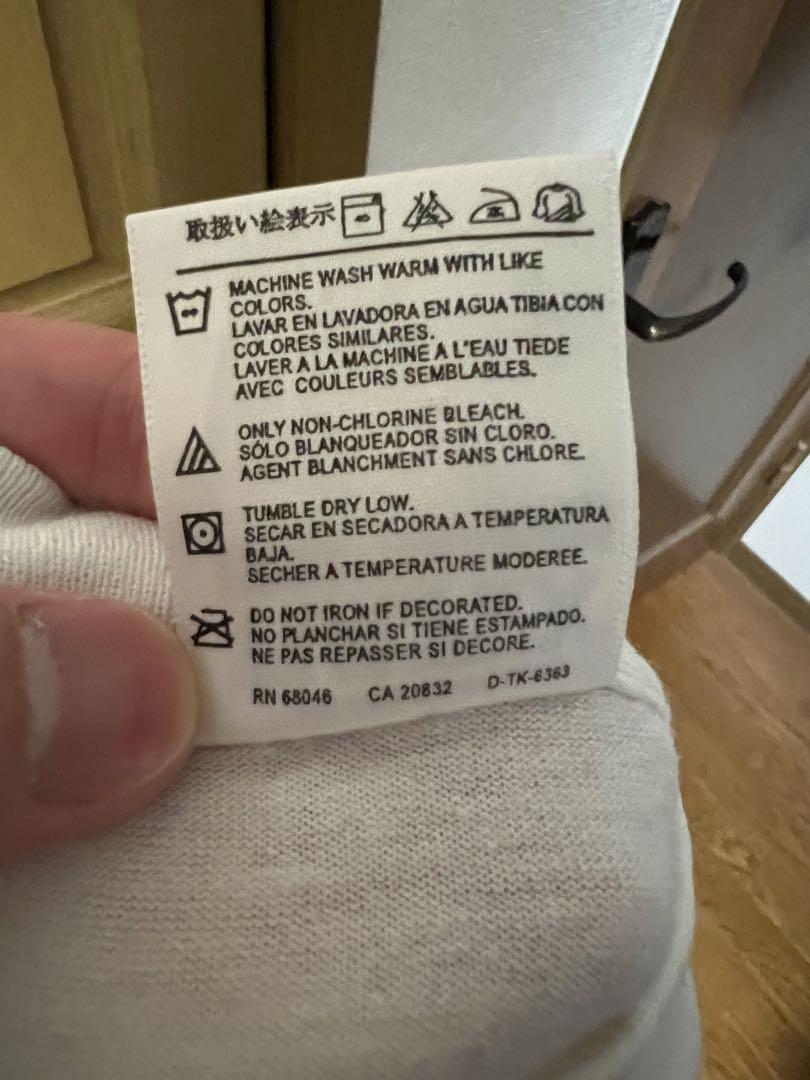 取扱い絵表示
MACHINE WASH WARM WITH LIKE
COLORS.
LAVAR EN LAVADORA EN AGUA TIBIA CON
COLORES SIMILARES.
LAVER A LA MACHINE A L'EAU TIEDE
AVEC COULEURS SEMBLABLES.
ONLY NON-CHLORINE BLEACH.
SÓLO BLANQUEADOR SIN CLORO.
AGENT BLANCHMENT SANS CHLORE.
TUMBLE DRY LOW.
SECAR EN SECADORA A TEMPERATURA
BAJA.
SECHER A TEMPERATURE MODEREE.
DO NOT IRON IF DECORATED.
NO PLANCHAR SI TIENE ESTAMPADO.
NE PAS REPASSER SI DECORE.
RN 68046 CA 20832 D-TK-6363